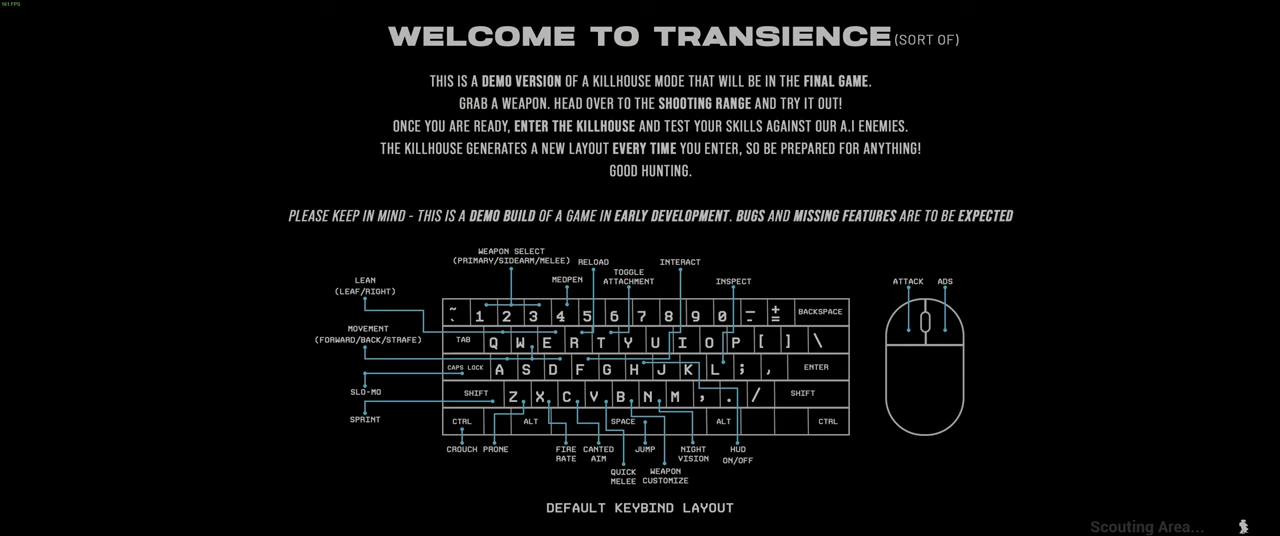 161 FPS
WELCOME TO TRANSIENCE (SORT OF)
THIS IS A DEMO VERSION OF A KILLHOUSE MODE THAT WILL BE IN THE FINAL GAME.
GRAB A WEAPON. HEAD OVER TO THE SHOOTING RANGE AND TRY IT OUT!
ONCE YOU ARE READY, ENTER THE KILLHOUSE AND TEST YOUR SKILLS AGAINST OUR A.I ENEMIES.
THE KILLHOUSE GENERATES A NEW LAYOUT EVERY TIME YOU ENTER, SO BE PREPARED FOR ANYTHING!
GOOD HUNTING.
PLEASE KEEP IN MIND - THIS IS A DEMO BUILD OF A GAME IN EARLY DEVELOPMENT. BUGS AND MISSING FEATURES ARE TO BE EXPECTED
WEAPON SELECT
(PRIMARY/SIDEARM/MELEE)
RELOAD
INTERACT
TOGGLE
ATTACHMENT
MEDPEN
INSPECT
ATTACK
ADS
LEAN
(LEAF/RIGHT)
MOVEMENT
(FORWARD/BACK/STRAFE)
SLO-MO
SPRINT
~ ` 1 2 3 4 5 6 7 8 9 0 _ - ± = BACKSPACE
TAB Q W E R T Y U I O P [ ] \
CAPS LOCK A S D F G H J K L ; , ENTER
SHIFT Z X C V B N M , . / SHIFT
CTRL ALT SPACE ALT CTRL
CROUCH
PRONE
FIRE
RATE
CANTED
AIM
JUMP
NIGHT
VISION
HUD
ON/OFF
QUICK
MELEE
WEAPON
CUSTOMIZE
DEFAULT KEYBIND LAYOUT
Scouting Area...